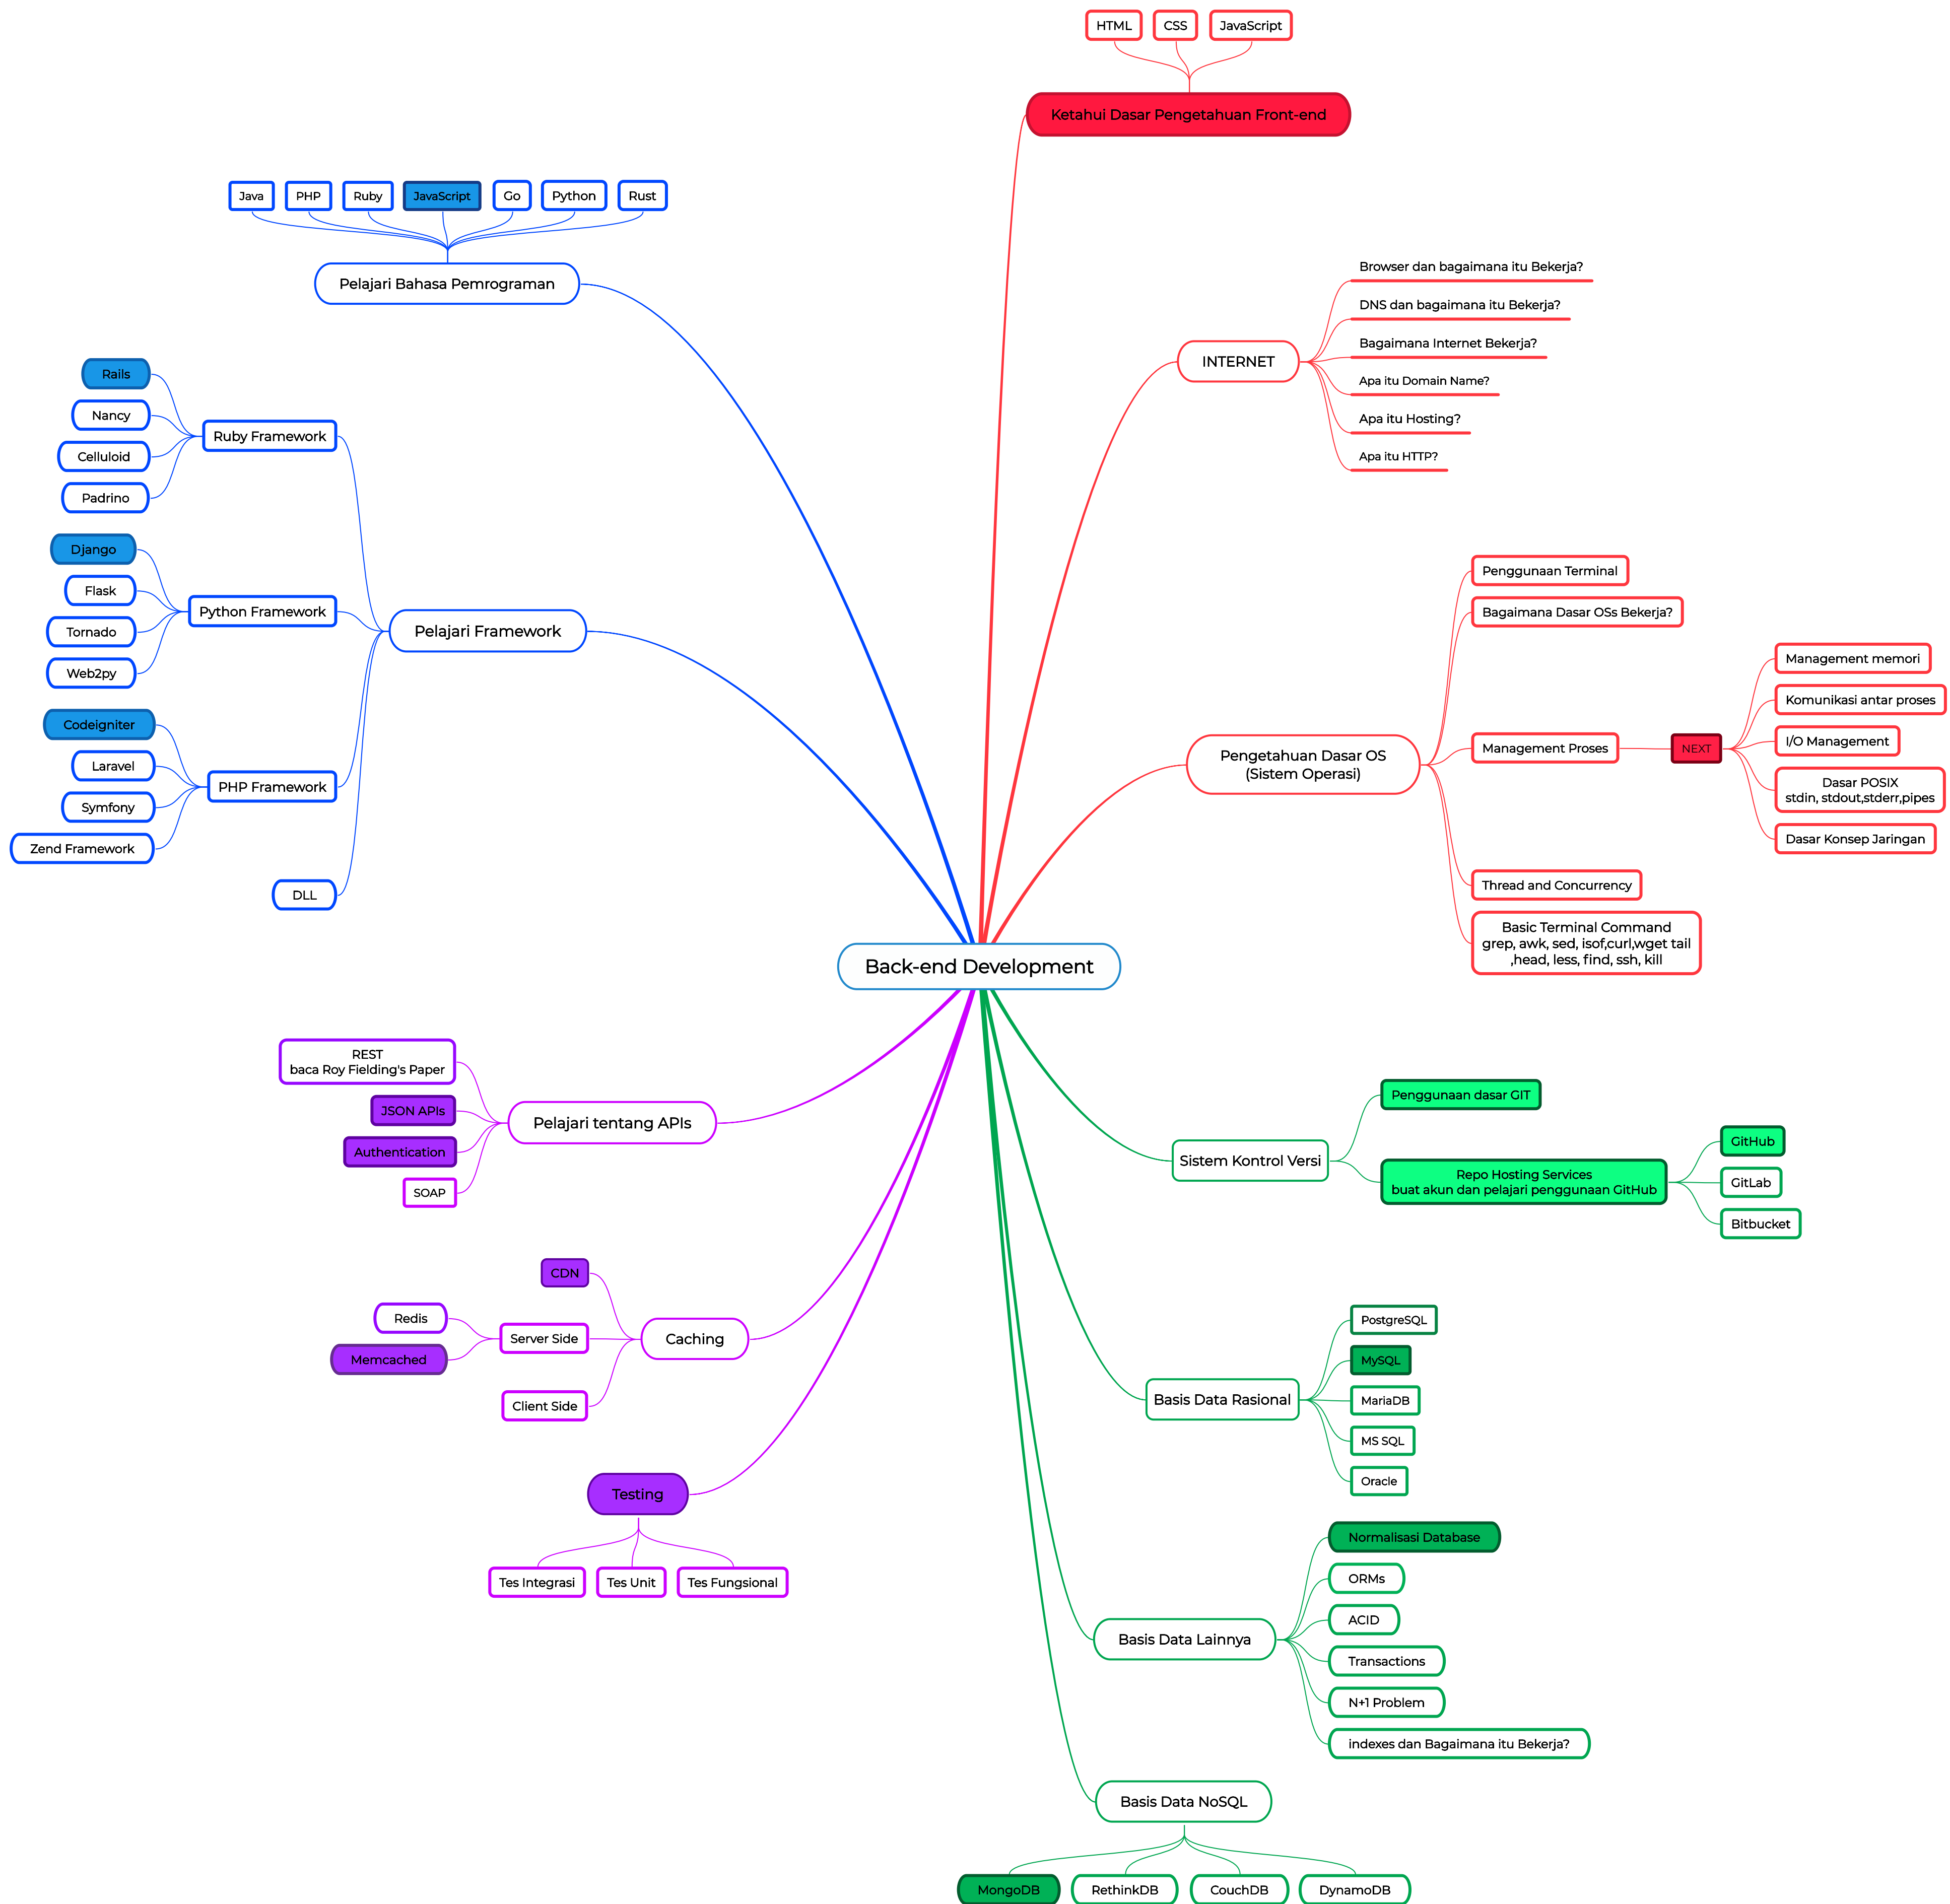 HTML
CSS
JavaScript
Ketahui Dasar Pengetahuan Front-end
Java
PHP
Ruby
JavaScript
Go
Python
Rust
Pelajari Bahasa Pemrograman
Browser dan bagaimana itu Bekerja?
DNS dan bagaimana itu Bekerja?
Bagaimana Internet Bekerja?
Apa itu Domain Name?
Apa itu Hosting?
Apa itu HTTP?
INTERNET
Rails
Nancy
Celluloid
Padrino
Ruby Framework
Django
Flask
Tornado
Web2py
Python Framework
Codeigniter
Laravel
Symfony
Zend Framework
PHP Framework
DLL
Pelajari Framework
Pengetahuan Dasar OS
(Sistem Operasi)
Penggunaan Terminal
Bagaimana Dasar OSs Bekerja?
Management Proses
NEXT
Management memori
Komunikasi antar proses
I/O Management
Dasar POSIX
stdin, stdout,stderr,pipes
Dasar Konsep Jaringan
Thread and Concurrency
Basic Terminal Command
grep, awk, sed, isof,curl,wget tail
,head, less, find, ssh, kill
Back-end Development
REST
baca Roy Fielding's Paper
JSON APIs
Authentication
SOAP
Pelajari tentang APIs
Sistem Kontrol Versi
Penggunaan dasar GIT
Repo Hosting Services
buat akun dan pelajari penggunaan GitHub
GitHub
GitLab
Bitbucket
CDN
Redis
Memcached
Server Side
Client Side
Caching
Basis Data Rasional
PostgreSQL
MySQL
MariaDB
MS SQL
Oracle
Testing
Tes Integrasi
Tes Unit
Tes Fungsional
Basis Data Lainnya
Normalisasi Database
ORMs
ACID
Transactions
N+1 Problem
indexes dan Bagaimana itu Bekerja?
Basis Data NoSQL
MongoDB
RethinkDB
CouchDB
DynamoDB